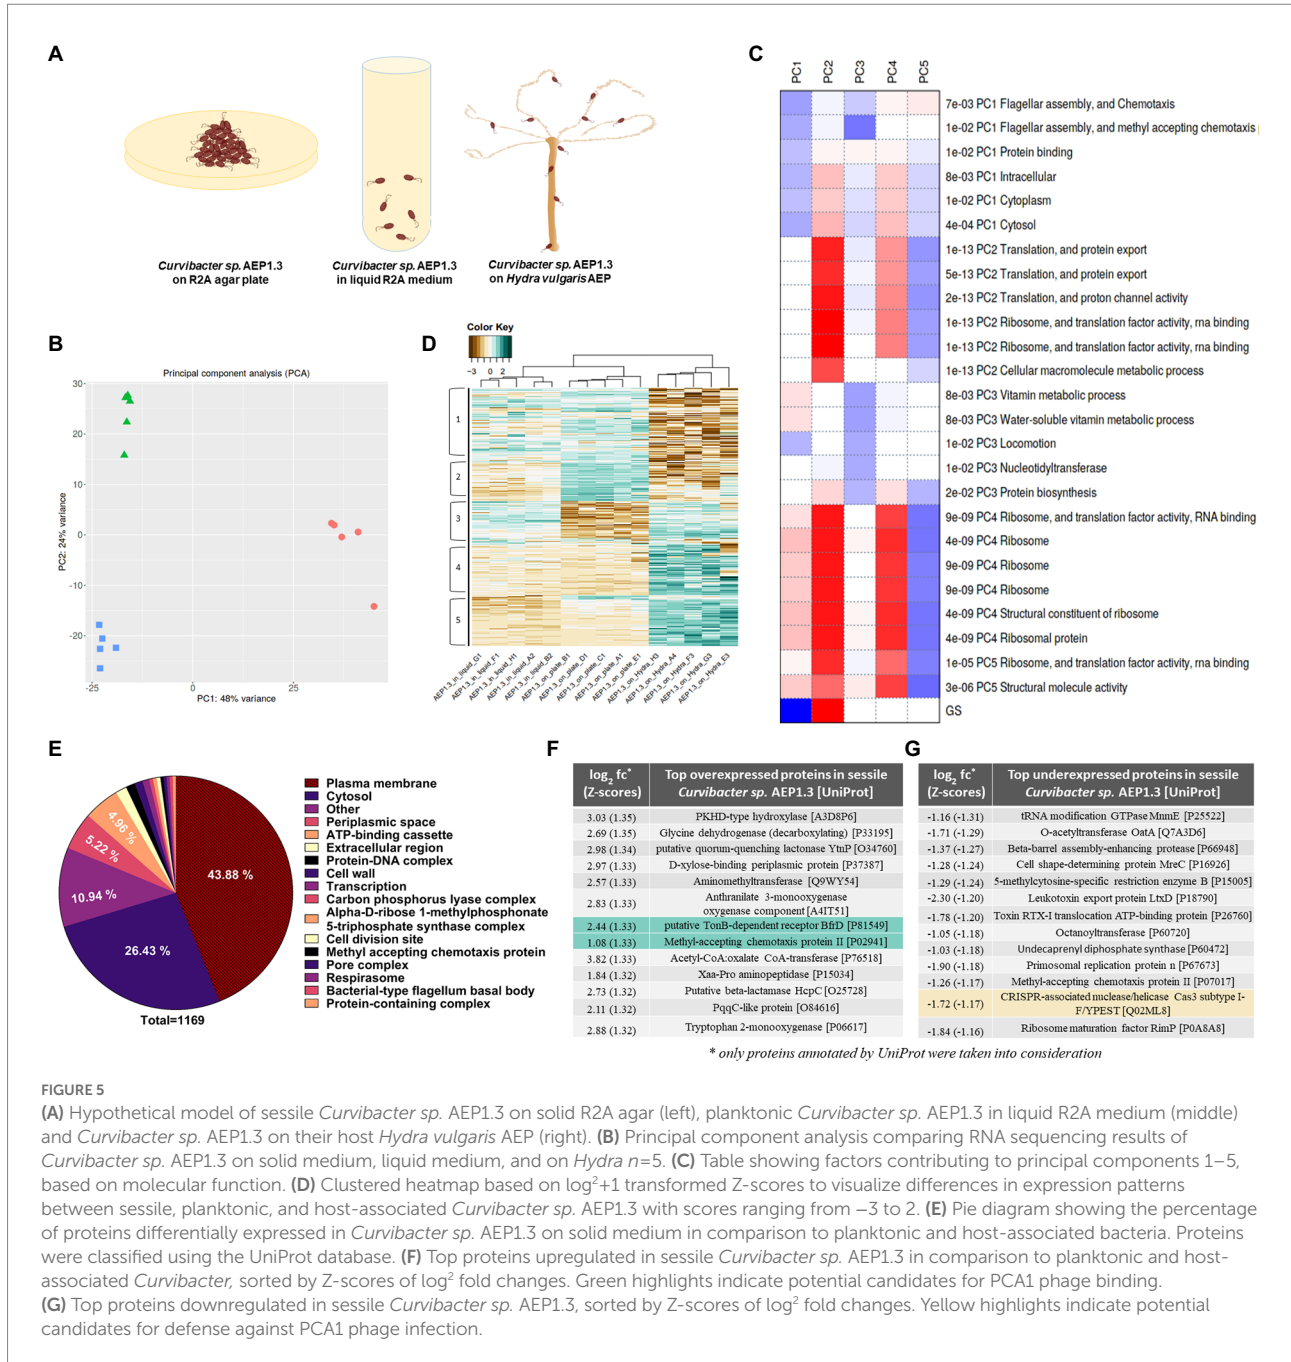 A
Curvibacter sp. AEP1.3
on R2A agar plate
Curvibacter sp. AEP1.3
in liquid R2A medium
Curvibacter sp. AEP1.3
on Hydra vulgaris AEP
B
Principal component analysis (PCA)
PC2: 24% variance
30
20
10
0
-10
-20
-25
0
25
PC1: 48% variance
C
PC1
PC2
PC3
PC4
PC5
7e-03 PC1 Flagellar assembly, and Chemotaxis
1e-02 PC1 Flagellar assembly, and methyl accepting chemotaxis
1e-02 PC1 Protein binding
8e-03 PC1 Intracellular
1e-02 PC1 Cytoplasm
4e-04 PC1 Cytosol
1e-13 PC2 Translation, and protein export
5e-13 PC2 Translation, and protein export
2e-13 PC2 Translation, and proton channel activity
1e-13 PC2 Ribosome, and translation factor activity, rna binding
1e-13 PC2 Ribosome, and translation factor activity, rna binding
1e-13 PC2 Cellular macromolecule metabolic process
8e-03 PC3 Vitamin metabolic process
8e-03 PC3 Water-soluble vitamin metabolic process
1e-02 PC3 Locomotion
1e-02 PC3 Nucleotidyltransferase
2e-02 PC3 Protein biosynthesis
9e-09 PC4 Ribosome, and translation factor activity, RNA binding
4e-09 PC4 Ribosome
9e-09 PC4 Ribosome
9e-09 PC4 Ribosome
4e-09 PC4 Structural constituent of ribosome
4e-09 PC4 Ribosomal protein
1e-05 PC5 Ribosome, and translation factor activity, rna binding
3e-06 PC5 Structural molecule activity
GS
D
Color Key
-3 0 2
1
2
3
4
5
AEP1.3_in_liquid_G1
AEP1.3_in_liquid_F1
AEP1.3_in_liquid_H1
AEP1.3_in_liquid_A2
AEP1.3_in_liquid_B2
AEP1.3_on_plate_B1
AEP1.3_on_plate_D1
AEP1.3_on_plate_C1
AEP1.3_on_plate_A1
AEP1.3_on_plate_E1
AEP1.3_on_Hydra_H3
AEP1.3_on_Hydra_A4
AEP1.3_on_Hydra_F3
AEP1.3_on_Hydra_G3
AEP1.3_on_Hydra_E3
E
43.88 %
26.43 %
10.94 %
5.22 %
4.96 %
Total=1169
Plasma membrane
Cytosol
Other
Periplasmic space
ATP-binding cassette
Extracellular region
Protein-DNA complex
Cell wall
Transcription
Carbon phosphorus lyase complex
Alpha-D-ribose 1-methylphosphonate
5-triphosphate synthase complex
Cell division site
Methyl accepting chemotaxis protein
Pore complex
Respirasome
Bacterial-type flagellum basal body
Protein-containing complex
F
log2 fc* (Z-scores) Top overexpressed proteins in sessile Curvibacter sp. AEP1.3 [UniProt]
3.03 (1.35) PKHD-type hydroxylase [A3D8P6]
2.69 (1.35) Glycine dehydrogenase (decarboxylating) [P33195]
2.98 (1.34) putative quorum-quenching lactonase YtnP [O34760]
2.97 (1.33) D-xylose-binding periplasmic protein [P37387]
2.57 (1.33) Aminomethyltransferase [Q9WY54]
2.83 (1.33) Anthranilate 3-monooxygenase oxygenase component [A4IT51]
2.44 (1.33) putative TonB-dependent receptor BfrD [P81549]
1.08 (1.33) Methyl-accepting chemotaxis protein II [P02941]
3.82 (1.33) Acetyl-CoA:oxalate CoA-transferase [P76518]
1.84 (1.32) Xaa-Pro aminopeptidase [P15034]
2.73 (1.32) Putative beta-lactamase HcpC [O25728]
2.11 (1.32) PqqC-like protein [O84616]
2.88 (1.32) Tryptophan 2-monooxygenase [P06617]
G
log2 fc* (Z-scores) Top underexpressed proteins in sessile Curvibacter sp. AEP1.3 [UniProt]
-1.16 (-1.31) tRNA modification GTPase MnmE [P25522]
-1.71 (-1.29) O-acetyltransferase OatA [Q7A3D6]
-1.37 (-1.27) Beta-barrel assembly-enhancing protease [P66948]
-1.28 (-1.24) Cell shape-determining protein MreC [P16926]
-1.29 (-1.24) 5-methylcytosine-specific restriction enzyme B [P15005]
-2.30 (-1.20) Leukotoxin export protein LtxD [P18790]
-1.78 (-1.20) Toxin RTX-I translocation ATP-binding protein [P26760]
-1.05 (-1.18) Octanoyltransferase [P60720]
-1.03 (-1.18) Undecaprenyl diphosphate synthase [P60472]
-1.90 (-1.18) Primosomal replication protein n [P67673]
-1.26 (-1.17) Methyl-accepting chemotaxis protein II [P07017]
-1.72 (-1.17) CRISPR-associated nuclease/helicase Cas3 subtype I-F/YPEST [Q02ML8]
-1.84 (-1.16) Ribosome maturation factor RimP [P0A8A8]
* only proteins annotated by UniProt were taken into consideration
FIGURE 5
(A) Hypothetical model of sessile Curvibacter sp. AEP1.3 on solid R2A agar (left), planktonic Curvibacter sp. AEP1.3 in liquid R2A medium (middle)
and Curvibacter sp. AEP1.3 on their host Hydra vulgaris AEP (right). (B) Principal component analysis comparing RNA sequencing results of
Curvibacter sp. AEP1.3 on solid medium, liquid medium, and on Hydra n=5. (C) Table showing factors contributing to principal components 1–5,
based on molecular function. (D) Clustered heatmap based on log²+1 transformed Z-scores to visualize differences in expression patterns
between sessile, planktonic, and host-associated Curvibacter sp. AEP1.3 with scores ranging from −3 to 2. (E) Pie diagram showing the percentage
of proteins differentially expressed in Curvibacter sp. AEP1.3 on solid medium in comparison to planktonic and host-associated bacteria. Proteins
were classified using the UniProt database. (F) Top proteins upregulated in sessile Curvibacter sp. AEP1.3 in comparison to planktonic and host-
associated Curvibacter, sorted by Z-scores of log² fold changes. Green highlights indicate potential candidates for PCA1 phage binding.
(G) Top proteins downregulated in sessile Curvibacter sp. AEP1.3, sorted by Z-scores of log² fold changes. Yellow highlights indicate potential
candidates for defense against PCA1 phage infection.